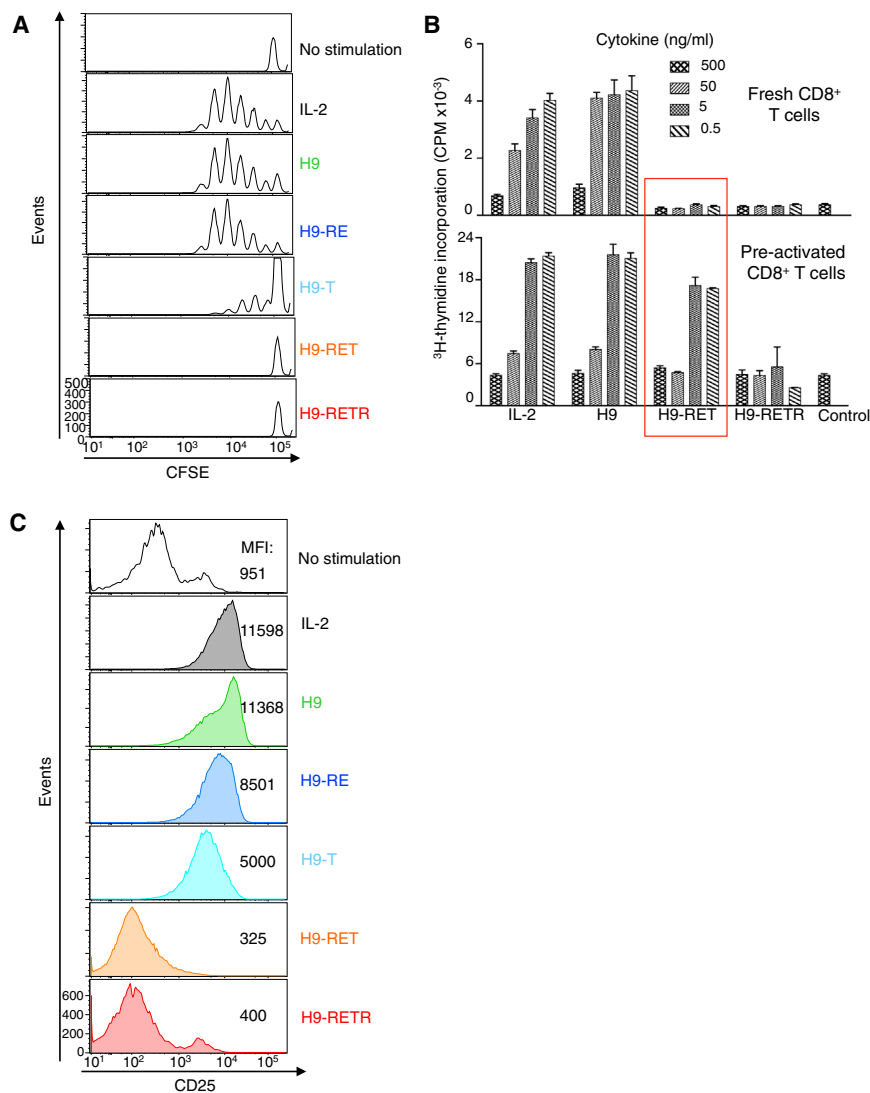 A
No stimulation
IL-2
H9
H9-RE
H9-T
H9-RET
H9-RETR
Events
500
400
300
200
100
0
10¹ 10² 10³ 10⁴ 10⁵
CFSE
B
Cytokine (ng/ml)
500
50
5
0.5
Fresh CD8⁺
T cells
6
4
2
0
Pre-activated
CD8⁺ T cells
24
18
12
6
0
³H-thymidine incorporation (CPM x10⁻³)
IL-2 H9 H9-RET H9-RETR Control
C
MFI:
951
No stimulation
11598
IL-2
11368
H9
8501
H9-RE
5000
H9-T
325
H9-RET
400
H9-RETR
Events
600
400
200
0
10¹ 10² 10³ 10⁴ 10⁵
CD25